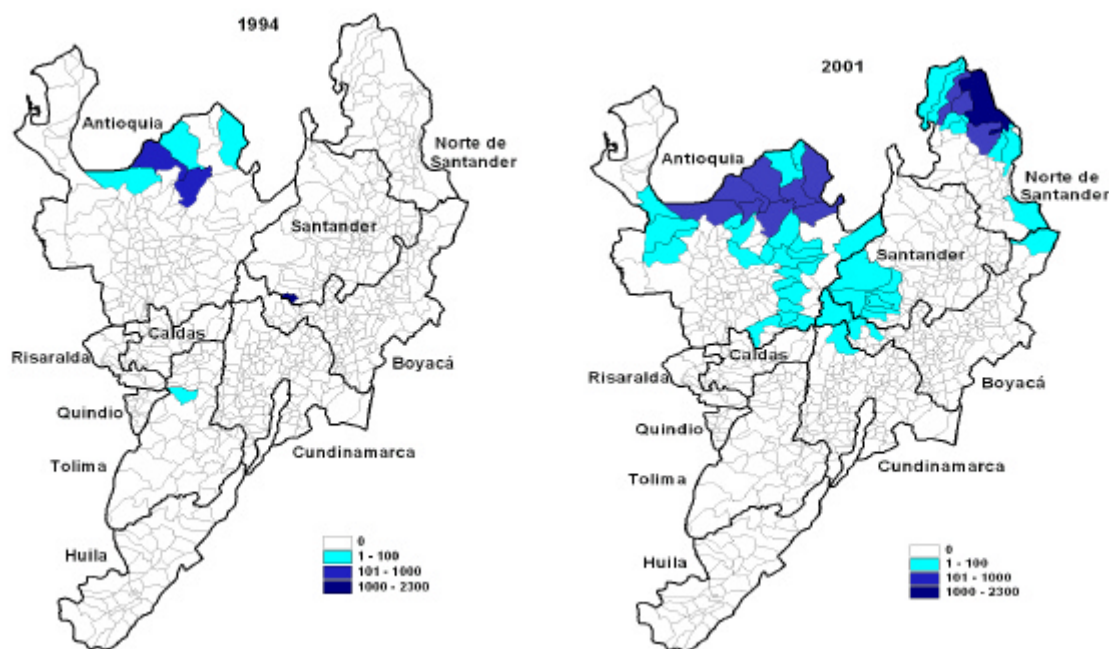 1994
Antioquia
Norte de
Santander
Santander
Caldas
Risaralda
Boyacá
Quindio
Cundinamarca
Tolima
Huila
0
1 - 100
101 - 1000
1000 - 2300
2001
Antioquia
Norte de
Santander
Santander
Caldas
Risaralda
Boyacá
Quindio
Cundinamarca
Tolima
Huila
0
1 - 100
101 - 1000
1000 - 2300